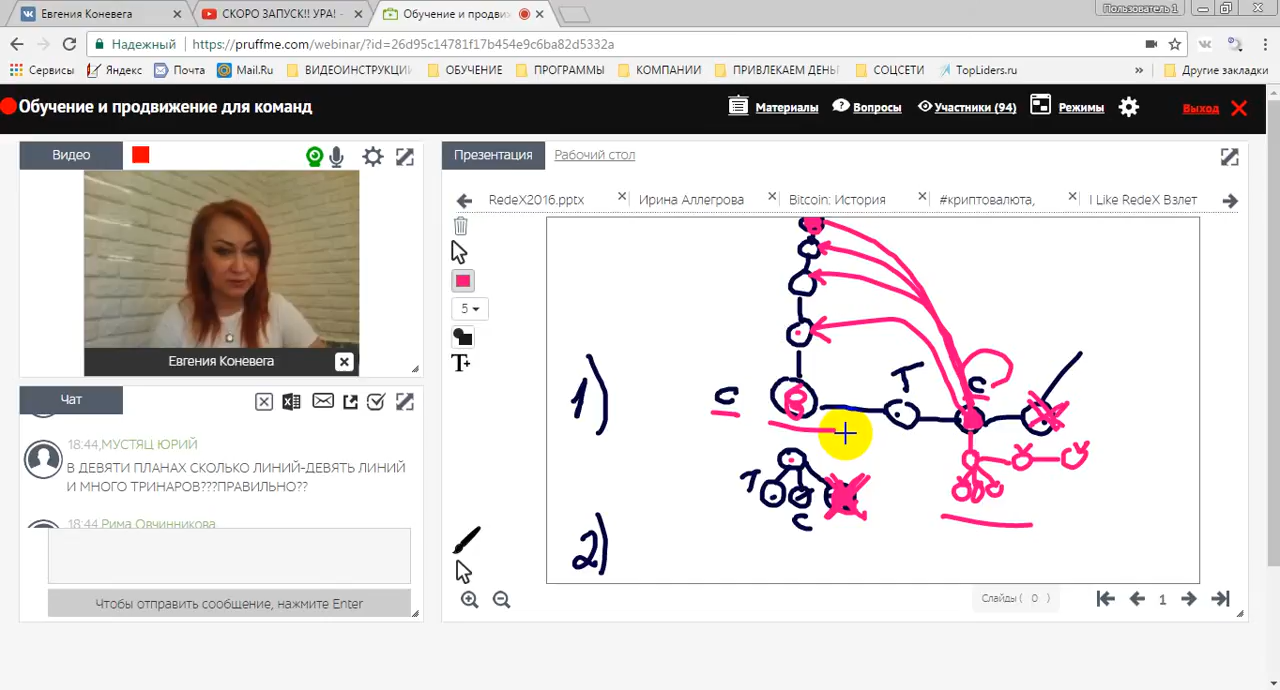 Евгения Коневега
СКОРО ЗАПУСК!! УРА! -
Обучение и продвиж
Пользователь 1
Надежный
https://pruffme.com/webinar/?id=26d95c14781f17b454e9c6ba82d5332a
Сервисы
Яндекс
Почта
Mail.Ru
ВИДЕОИНСТРУКЦИ
ОБУЧЕНИЕ
ПРОГРАММЫ
КОМПАНИИ
ПРИВЛЕКАЕМ ДЕНЬ
СОЦСЕТИ
TopLiders.ru
»
Другие закладки
Обучение и продвижение для команд
Материалы
Вопросы
Участники (94)
Режимы
Выход
Видео
Презентация
Рабочий стол
RedeX2016.pptx
Ирина Аллегрова
Bitcoin: История
#криптовалюта,
I Like RedeX Взлет
5
T+
Евгения Коневега
Чат
18:44,МУСТЯЦ ЮРИЙ
В ДЕВЯТИ ПЛАНАХ СКОЛЬКО ЛИНИЙ-ДЕВЯТЬ ЛИНИЙ
И МНОГО ТРИНАРОВ???ПРАВИЛЬНО??
18:44,Рима Овчинникова
Чтобы отправить сообщение, нажмите Enter
1)
С
В
Т
С
Т
С
2)
Слайды ( 0 )
1